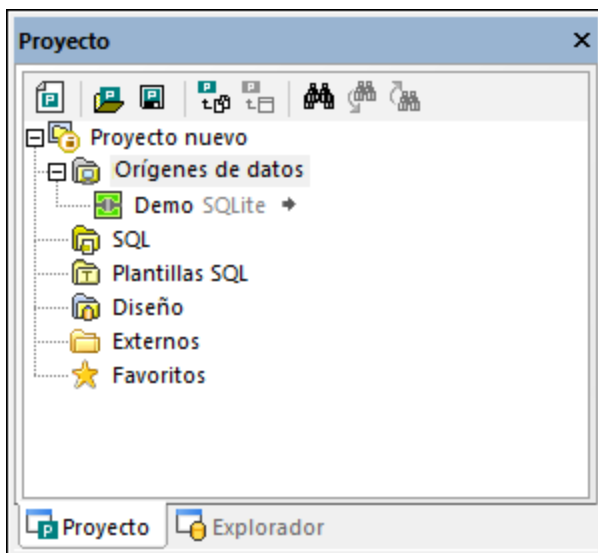 Proyecto
Proyecto nuevo
Orígenes de datos
Demo SQLite
SQL
Plantillas SQL
Diseño
Externos
Favoritos
Proyecto Explorador